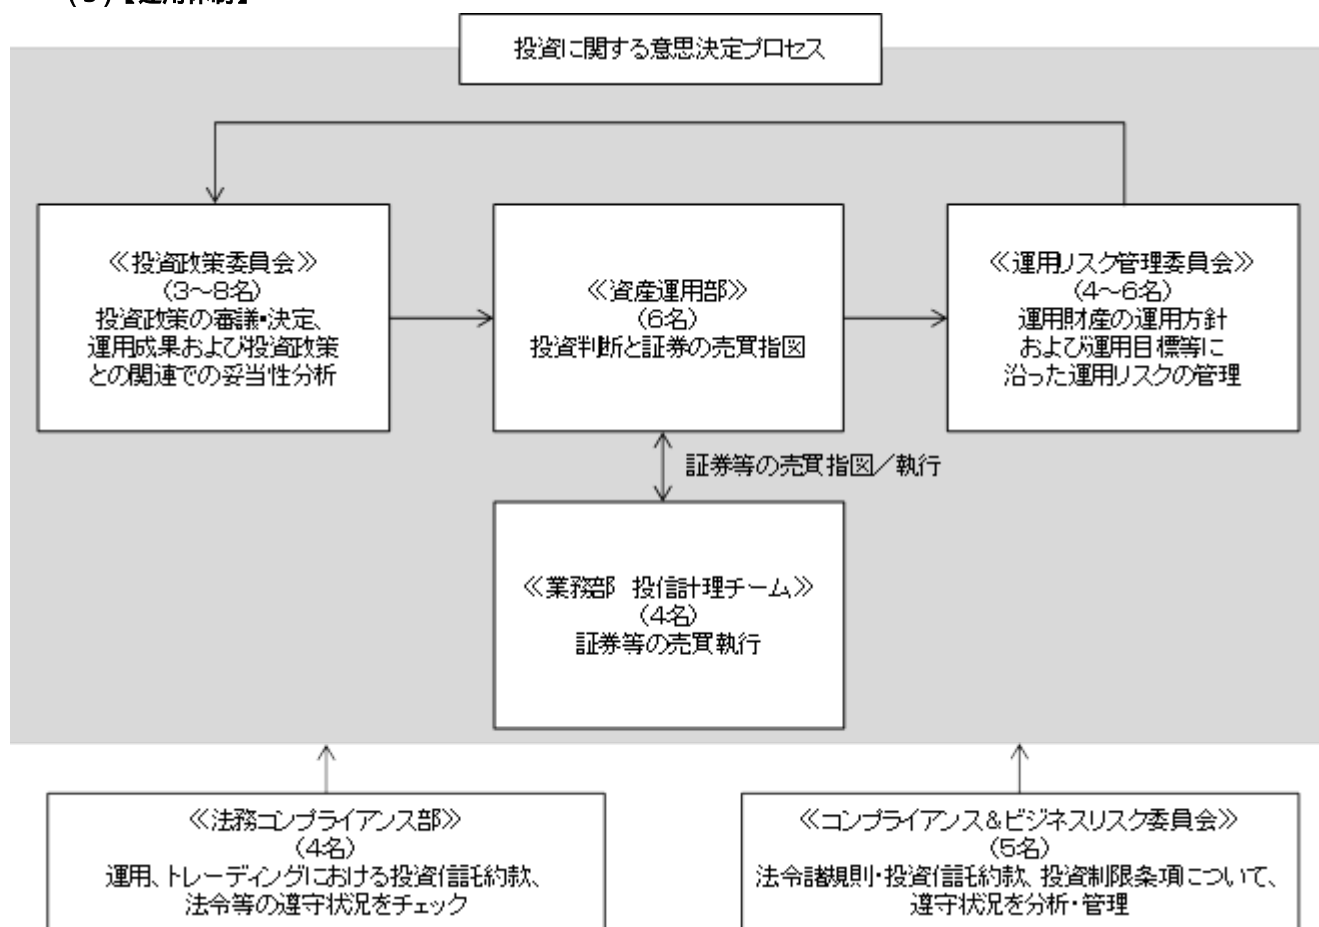 投資に関する意思決定プロセス
≪投資政策委員会≫
（3～8名）
投資政策の審議・決定、
運用成果および投資政策
との関連での妥当性分析
≪資産運用部≫
（6名）
投資判断と証券の売買指図
≪運用リスク管理委員会≫
（4～6名）
運用財産の運用方針
および運用目標等に
沿った運用リスクの管理
証券等の売買指図／執行
≪業務部　投信計理チーム≫
（4名）
証券等の売買執行
≪法務コンプライアンス部≫
（4名）
運用、トレーディングにおける投資信託約款、
法令等の遵守状況をチェック
≪コンプライアンス＆ビジネスリスク委員会≫
（5名）
法令諸規則・投資信託約款、投資制限条項について、
遵守状況を分析・管理